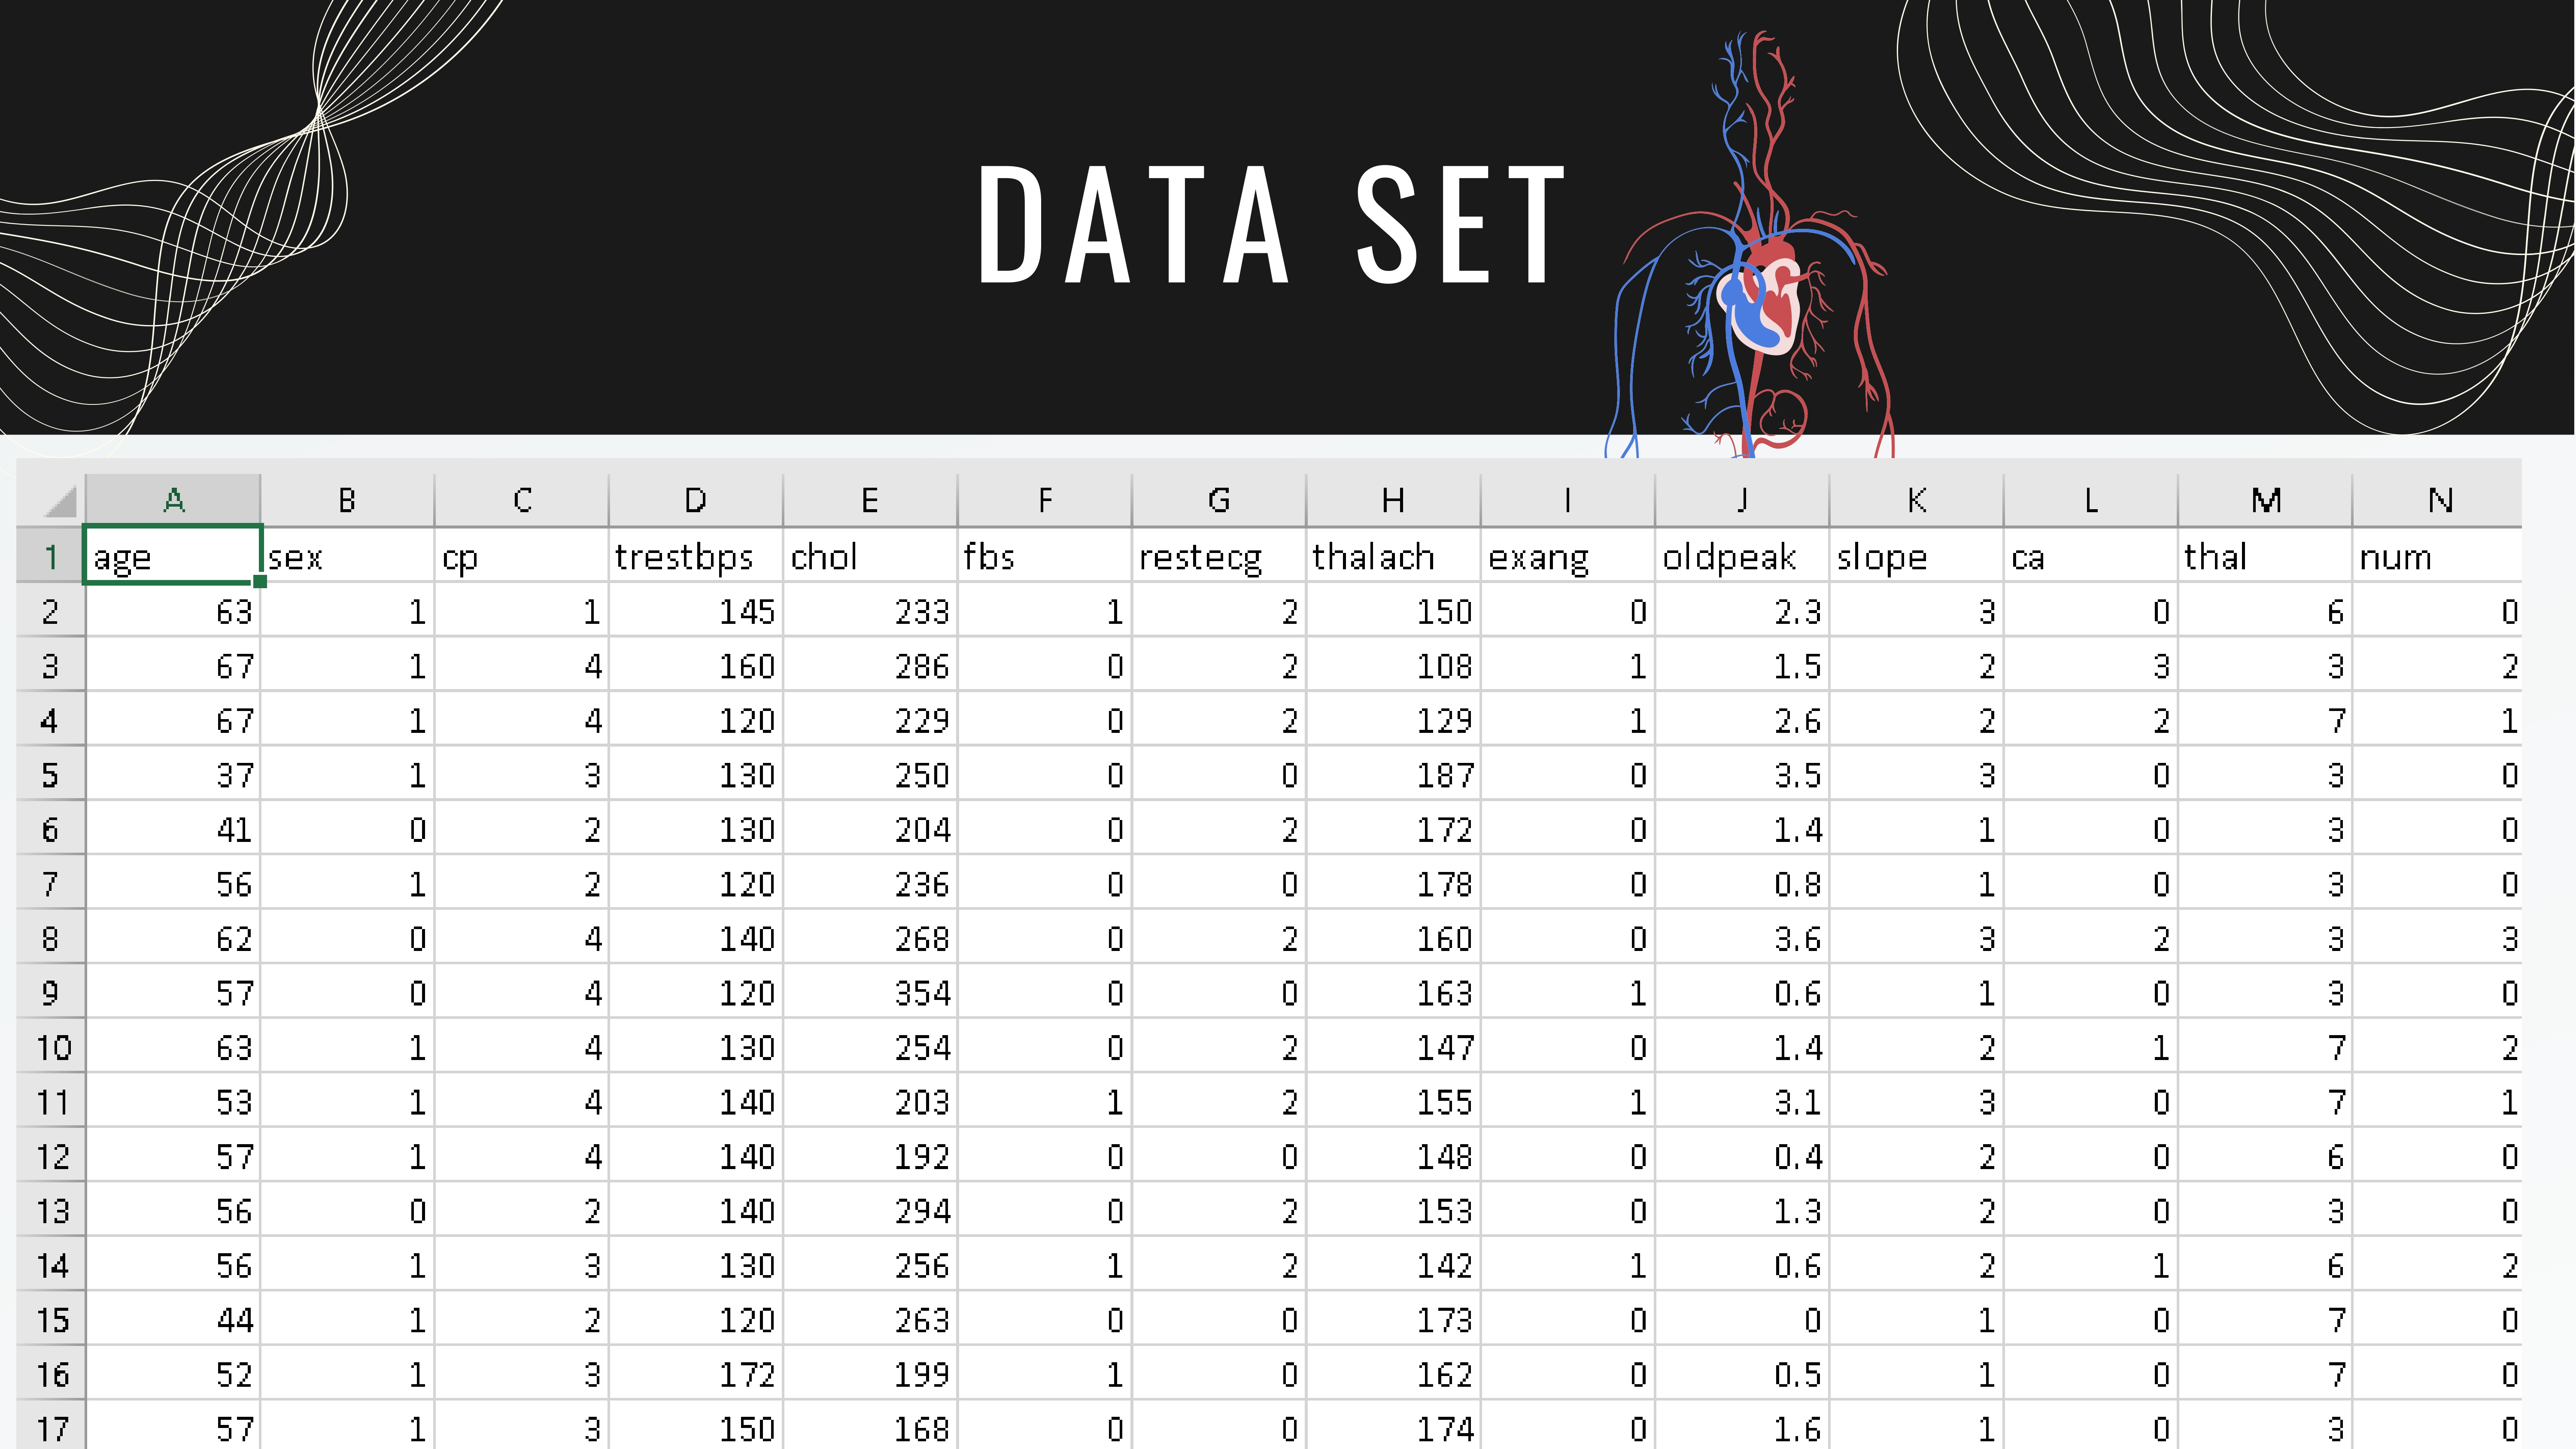 DATA SET
A B C D E F G H I J K L M N
1 age sex cp trestbps chol fbs restecg thalach exang oldpeak slope ca thal num
2 63 1 1 145 233 1 2 150 0 2.3 3 0 6 0
3 67 1 4 160 286 0 2 108 1 1.5 2 3 3 2
4 67 1 4 120 229 0 2 129 1 2.6 2 2 7 1
5 37 1 3 130 250 0 0 187 0 3.5 3 0 3 0
6 41 0 2 130 204 0 2 172 0 1.4 1 0 3 0
7 56 1 2 120 236 0 0 178 0 0.8 1 0 3 0
8 62 0 4 140 268 0 2 160 0 3.6 3 2 3 3
9 57 0 4 120 354 0 0 163 1 0.6 1 0 3 0
10 63 1 4 130 254 0 2 147 0 1.4 2 1 7 2
11 53 1 4 140 203 1 2 155 1 3.1 3 0 7 1
12 57 1 4 140 192 0 0 148 0 0.4 2 0 6 0
13 56 0 2 140 294 0 2 153 0 1.3 2 0 3 0
14 56 1 3 130 256 1 2 142 1 0.6 2 1 6 2
15 44 1 2 120 263 0 0 173 0 0 1 0 7 0
16 52 1 3 172 199 1 0 162 0 0.5 1 0 7 0
17 57 1 3 150 168 0 0 174 0 1.6 1 0 3 0